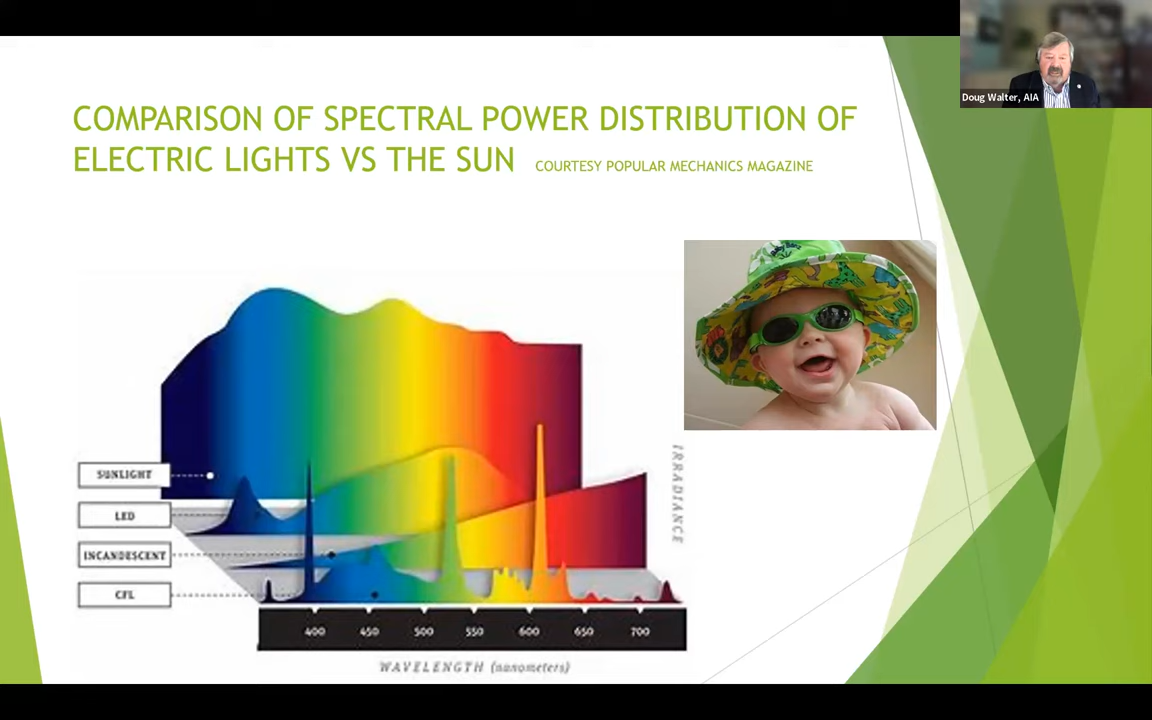 Doug Walter, AIA
COMPARISON OF SPECTRAL POWER DISTRIBUTION OF
ELECTRIC LIGHTS VS THE SUN COURTESY POPULAR MECHANICS MAGAZINE
SUNLIGHT
LED
INCANDESCENT
CFL
IRRADIANCE
400 450 500 550 600 650 700
WAVELENGTH (nanometers)